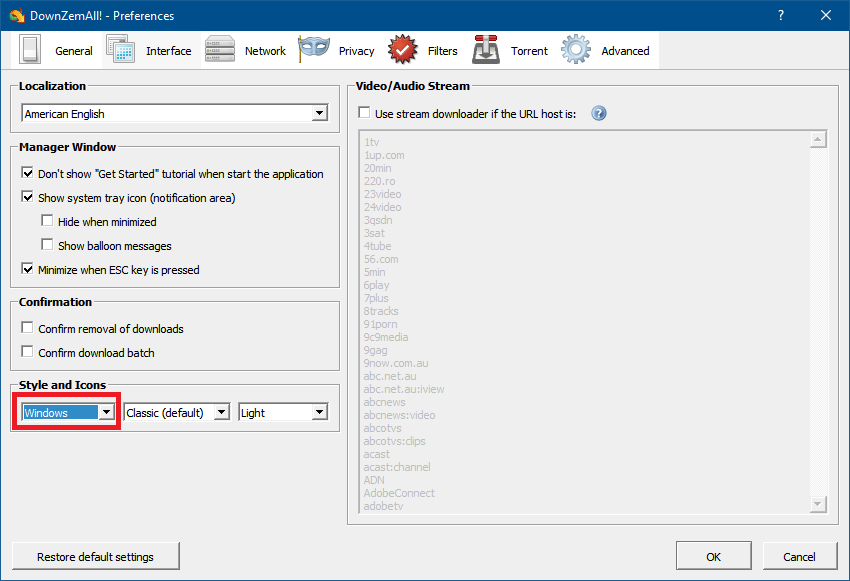 DownZemAll! - Preferences
General
Interface
Network
Privacy
Filters
Torrent
Advanced
Localization
American English
Manager Window
Don't show "Get Started" tutorial when start the application
Show system tray icon (notification area)
Hide when minimized
Show balloon messages
Minimize when ESC key is pressed
Confirmation
Confirm removal of downloads
Confirm download batch
Style and Icons
Windows
Classic (default)
Light
Video/Audio Stream
Use stream downloader if the URL host is:
1tv
1up.com
20min
220.ro
23video
24video
3qsdn
3sat
4tube
56.com
5min
6play
7plus
8tracks
91porn
9c9media
9gag
9now.com.au
abc.net.au
abc.net.au:iview
abcnews
abcnews:video
abcotvs
abcotvs:clips
acast
acast:channel
ADN
AdobeConnect
adobetv
Restore default settings
OK
Cancel